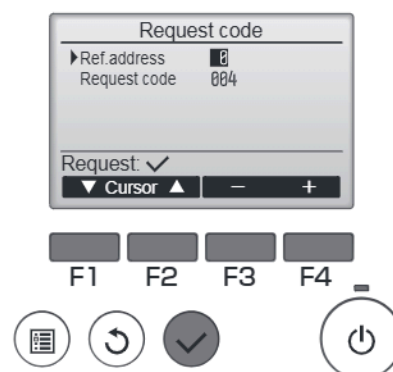 Request code
Ref.address 0
Request code 004
Request: ✓
▼ Cursor ▲ − +
F1 F2 F3 F4